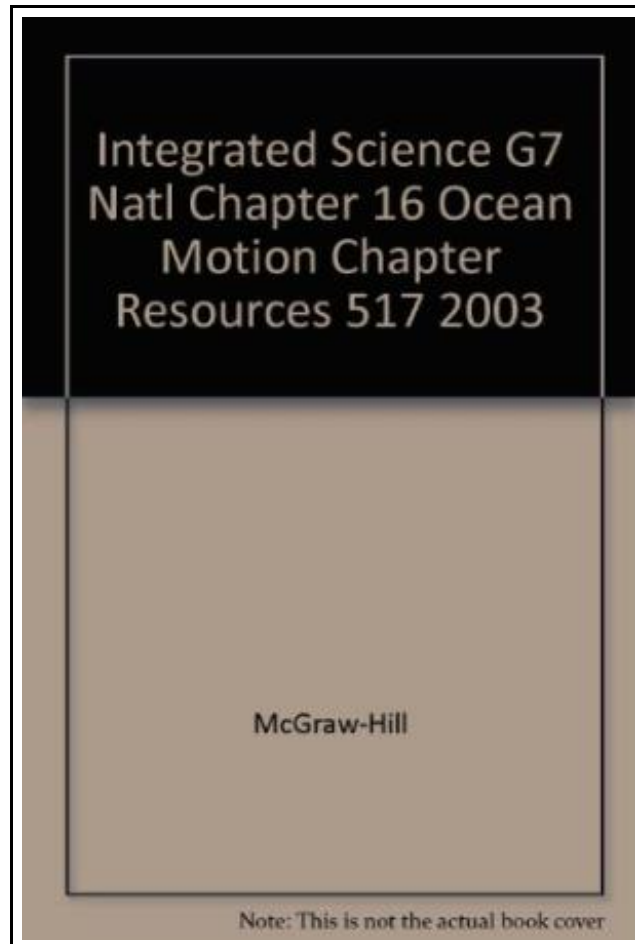 Integrated Science G7
Natl Chapter 16 Ocean
Motion Chapter
Resources 517 2003
McGraw-Hill
Note: This is not the actual book cover